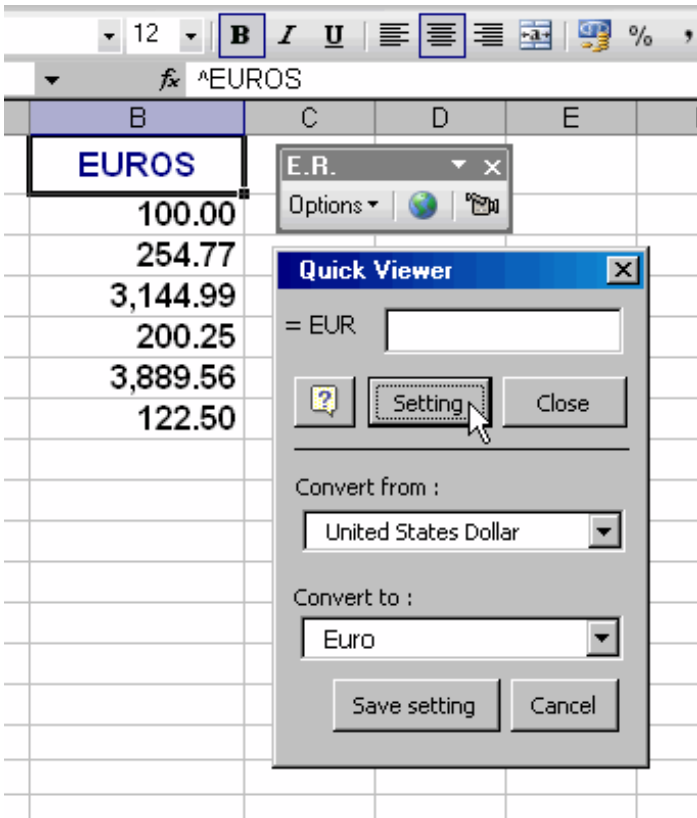 12 B I U a %,
fx ^EUROS
B C D E
EUROS
100.00
254.77
3,144.99
200.25
3,889.56
122.50
E.R.
Options
Quick Viewer
= EUR
? Setting Close
Convert from :
United States Dollar
Convert to :
Euro
Save setting Cancel